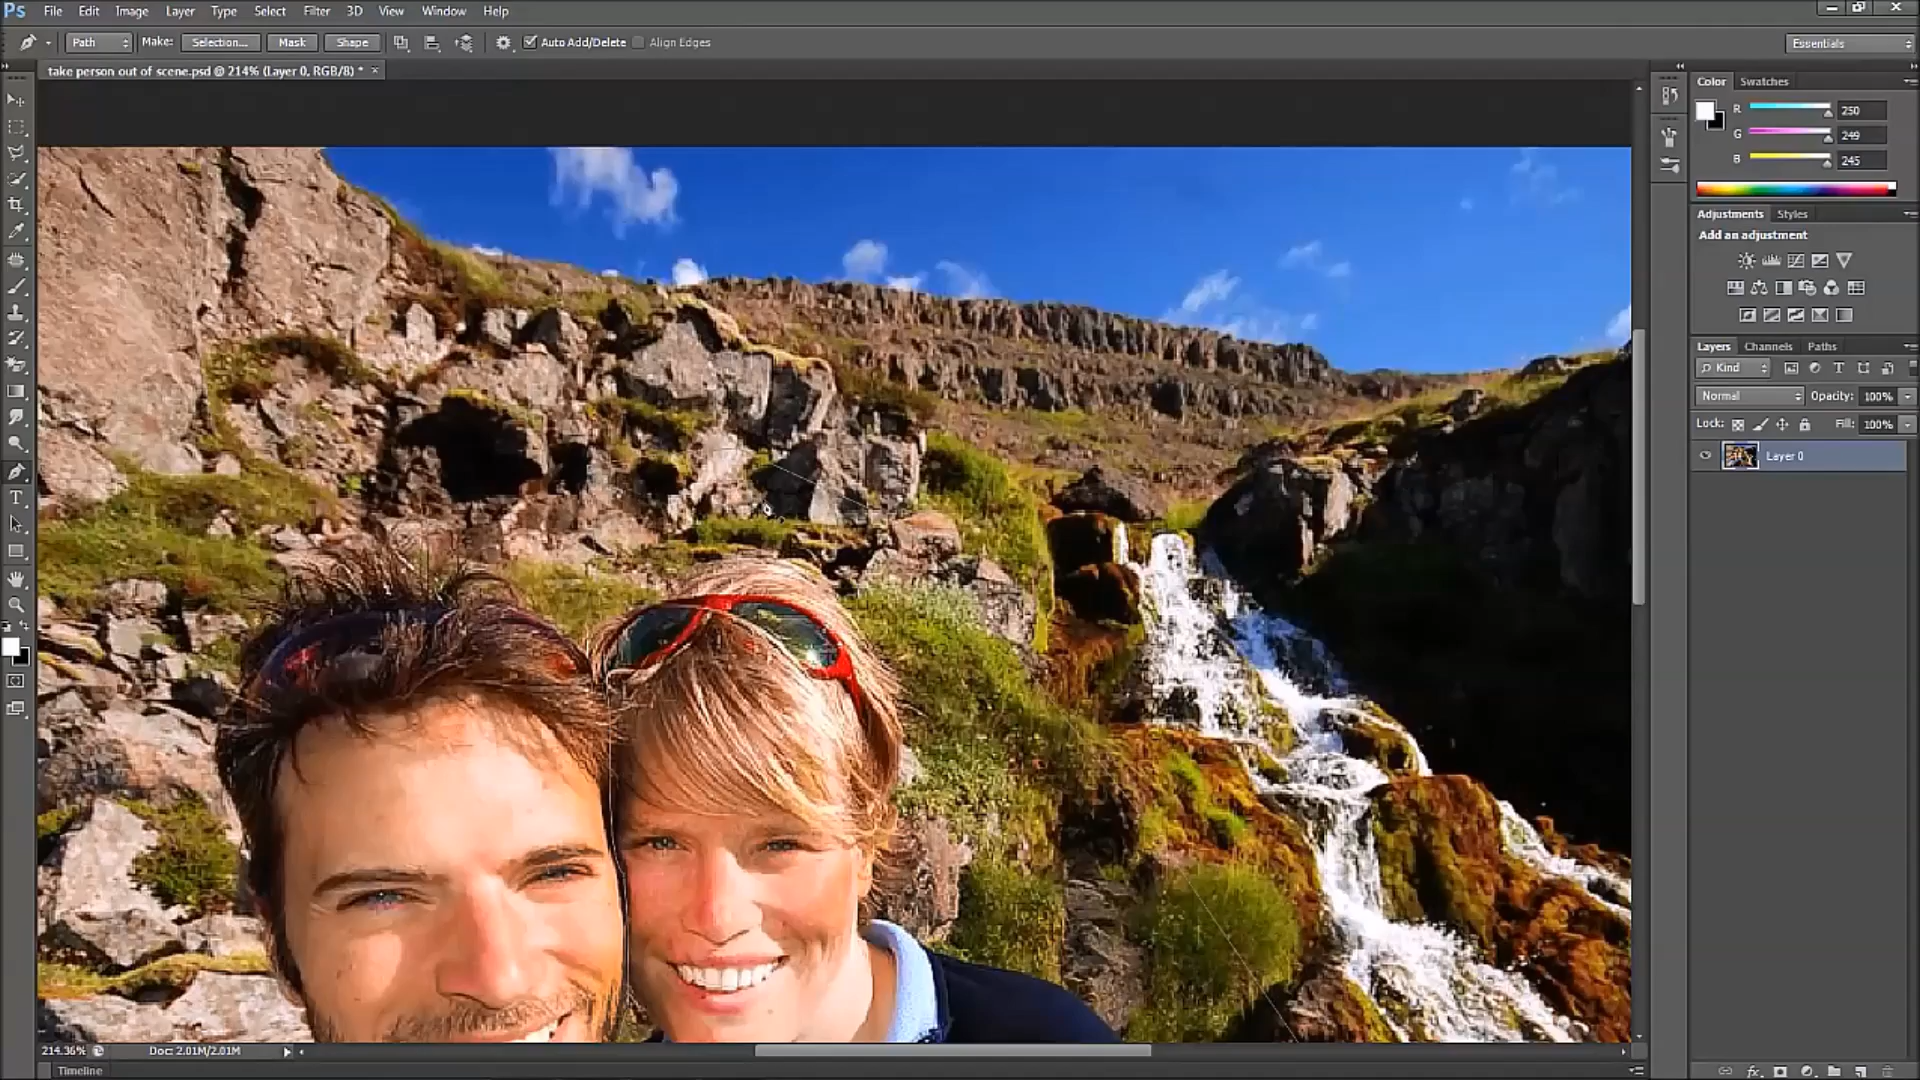 Ps File Edit Image Layer Type Select Filter 3D View Window Help
Path Make: Selection... Mask Shape Auto Add/Delete Align Edges Essentials
take person out of scene.psd @ 214% (Layer 0, RGB/8) * ×
Color Swatches
R 250
G 249
B 245
Adjustments Styles
Add an adjustment
Layers Channels Paths
Kind
Normal Opacity: 100%
Lock: Fill: 100%
Layer 0
T
214.36% Doc: 2.01M/2.01M
Timeline
fx